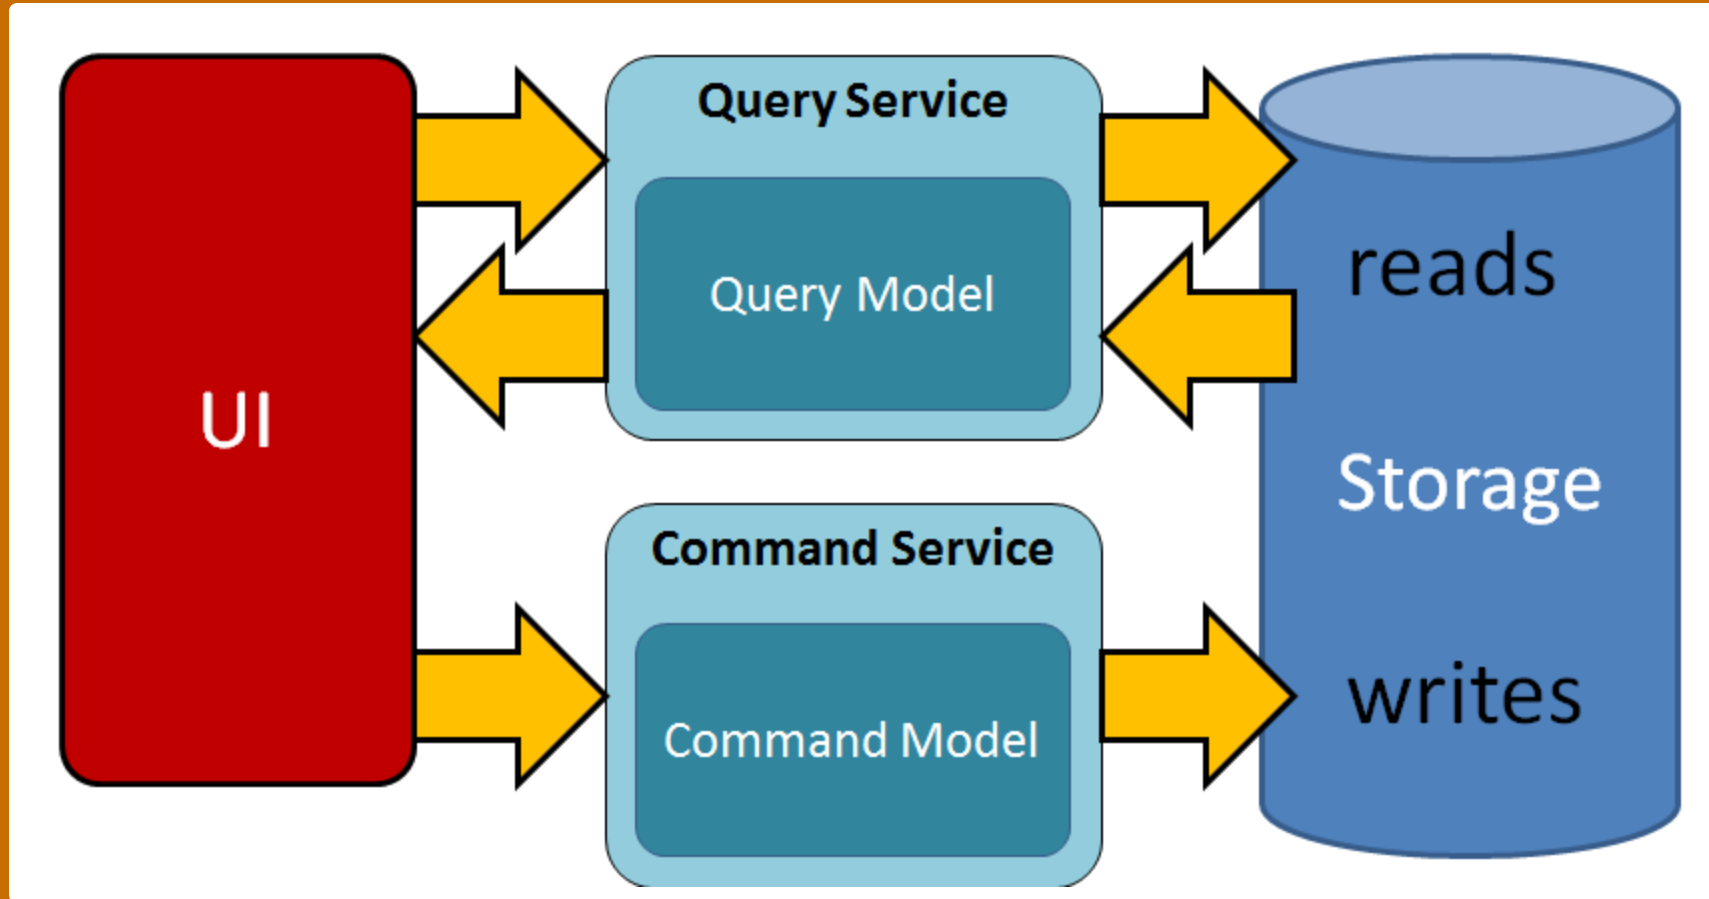 UI
Query Service
Query Model
Command Service
Command Model
reads
Storage
writes